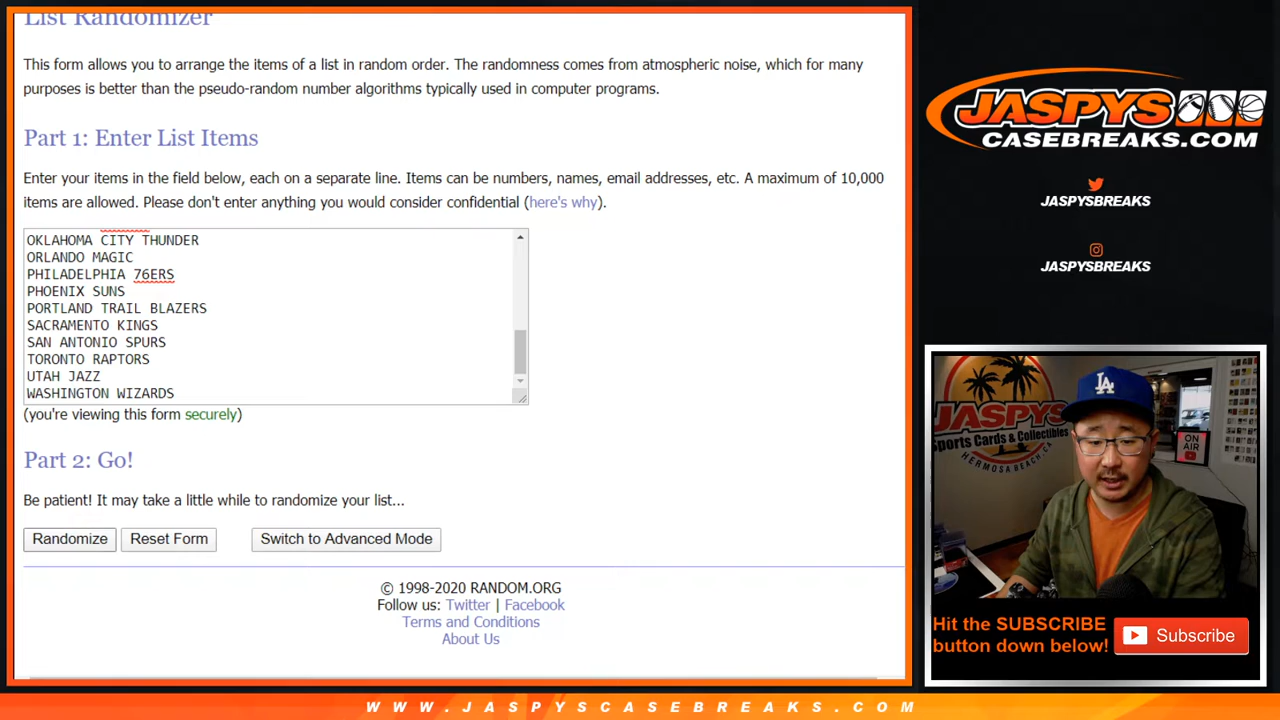 List Randomizer
This form allows you to arrange the items of a list in random order. The randomness comes from atmospheric noise, which for many
purposes is better than the pseudo-random number algorithms typically used in computer programs.
Part 1: Enter List Items
Enter your items in the field below, each on a separate line. Items can be numbers, names, email addresses, etc. A maximum of 10,000
items are allowed. Please don't enter anything you would consider confidential (here's why).
OKLAHOMA CITY THUNDER
ORLANDO MAGIC
PHILADELPHIA 76ERS
PHOENIX SUNS
PORTLAND TRAIL BLAZERS
SACRAMENTO KINGS
SAN ANTONIO SPURS
TORONTO RAPTORS
UTAH JAZZ
WASHINGTON WIZARDS
(you're viewing this form securely)
Part 2: Go!
Be patient! It may take a little while to randomize your list...
Randomize
Reset Form
Switch to Advanced Mode
© 1998-2020 RANDOM.ORG
Follow us: Twitter | Facebook
Terms and Conditions
About Us
JASPYS
CASEBREAKS.COM
JASPYSBREAKS
JASPYSBREAKS
JASPYS
Sports Cards & Collectibles
HERMOSA BEACH, CA
ON
AIR
LA
Hit the SUBSCRIBE
button down below!
Subscribe
WWW.JASPYSCASEBREAKS.COM